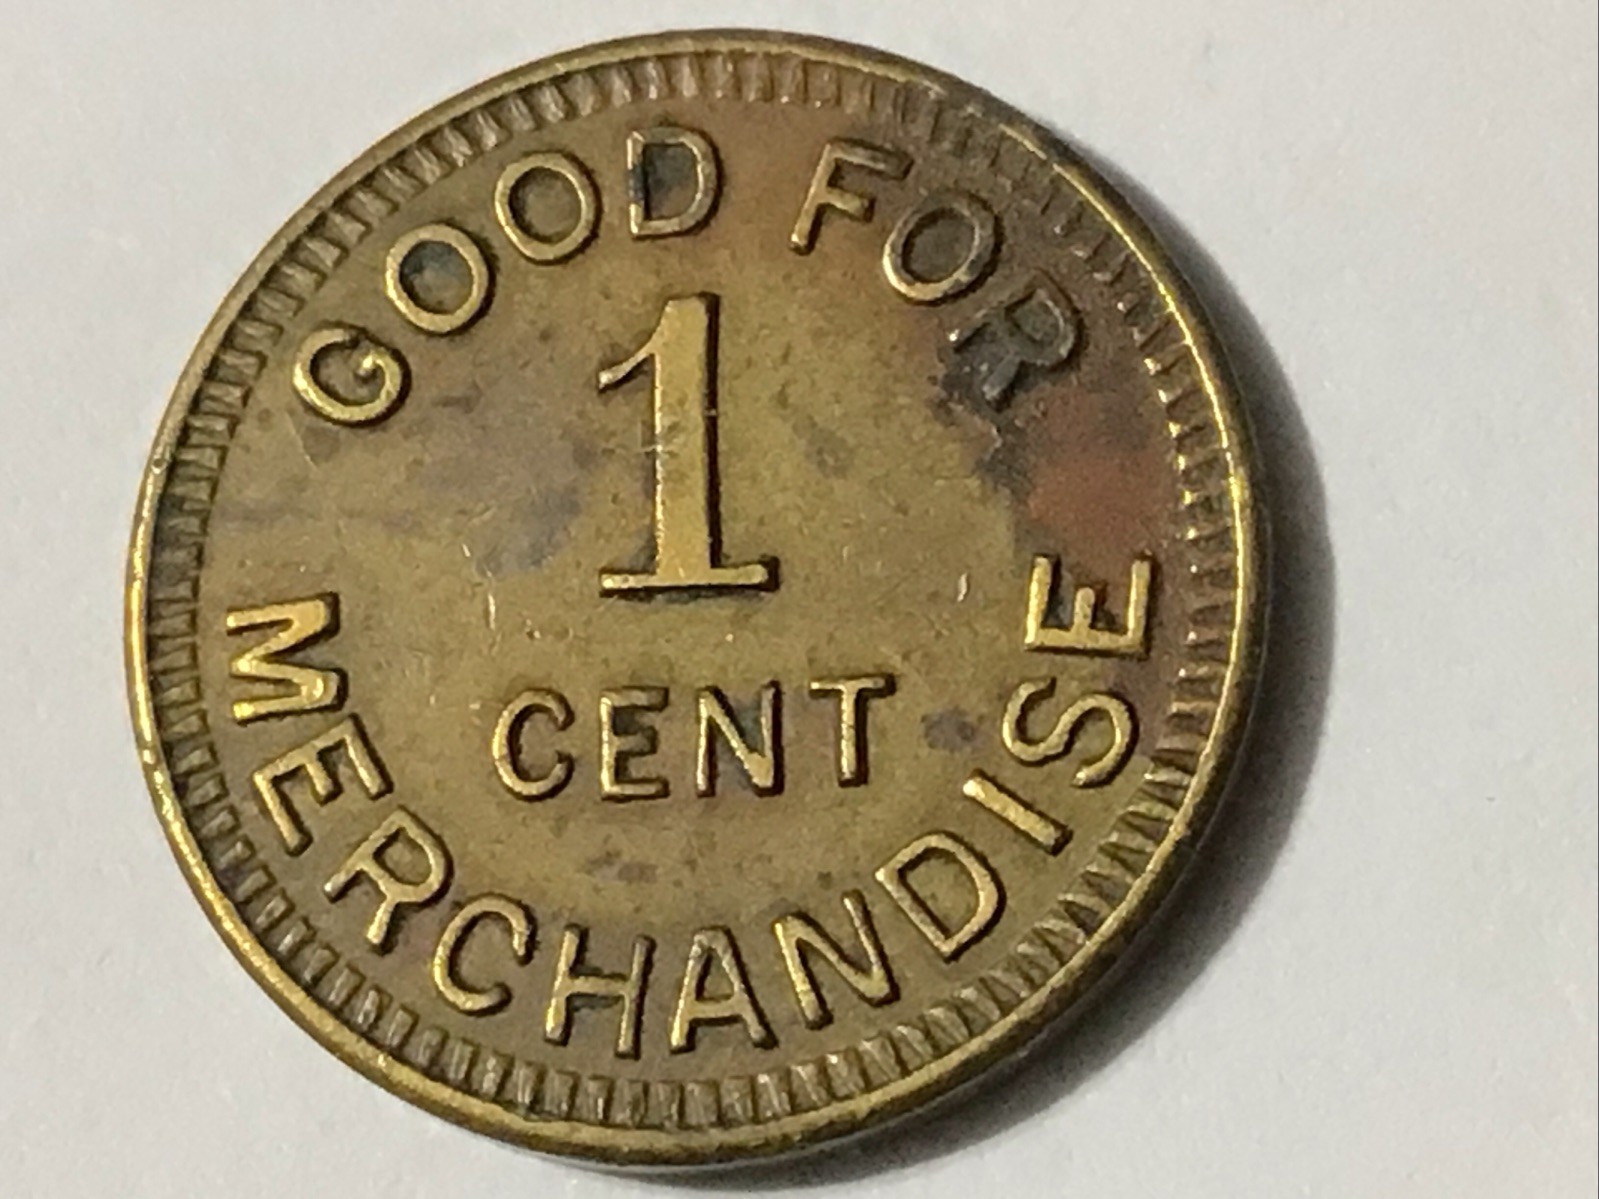 GOOD FOR
1
CENT
MERCHANDISE